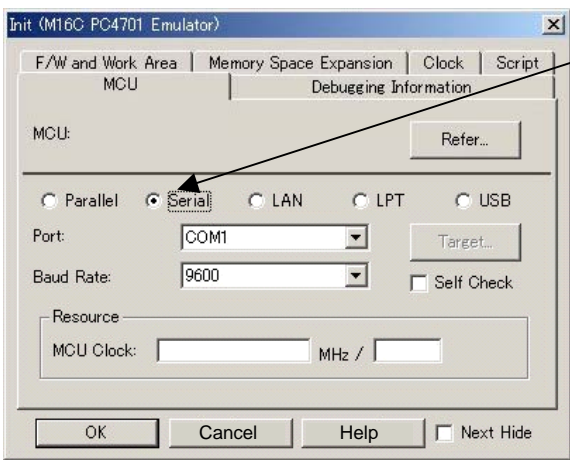 Init (M16C PC4701 Emulator)
F/W and Work Area
Memory Space Expansion
Clock
Script
MCU
Debugging Information
MCU:
Refer...
Parallel
Serial
LAN
LPT
USB
Port:
COM1
Target...
Baud Rate:
9600
Self Check
Resource
MCU Clock:
MHz /
OK
Cancel
Help
Next Hide